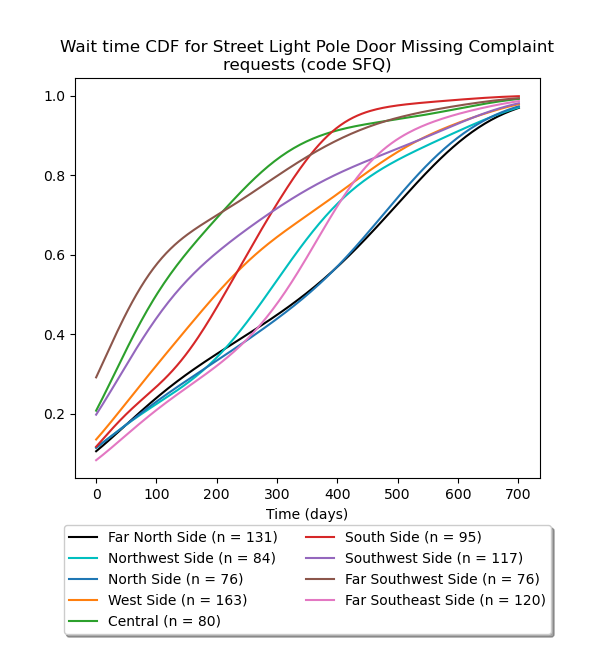 Wait time CDF for Street Light Pole Door Missing Complaint
requests (code SFQ)
1.0
0.8
0.6
0.4
0.2
0 100 200 300 400 500 600 700
Time (days)
Far North Side (n = 131)
Northwest Side (n = 84)
North Side (n = 76)
West Side (n = 163)
Central (n = 80)
South Side (n = 95)
Southwest Side (n = 117)
Far Southwest Side (n = 76)
Far Southeast Side (n = 120)